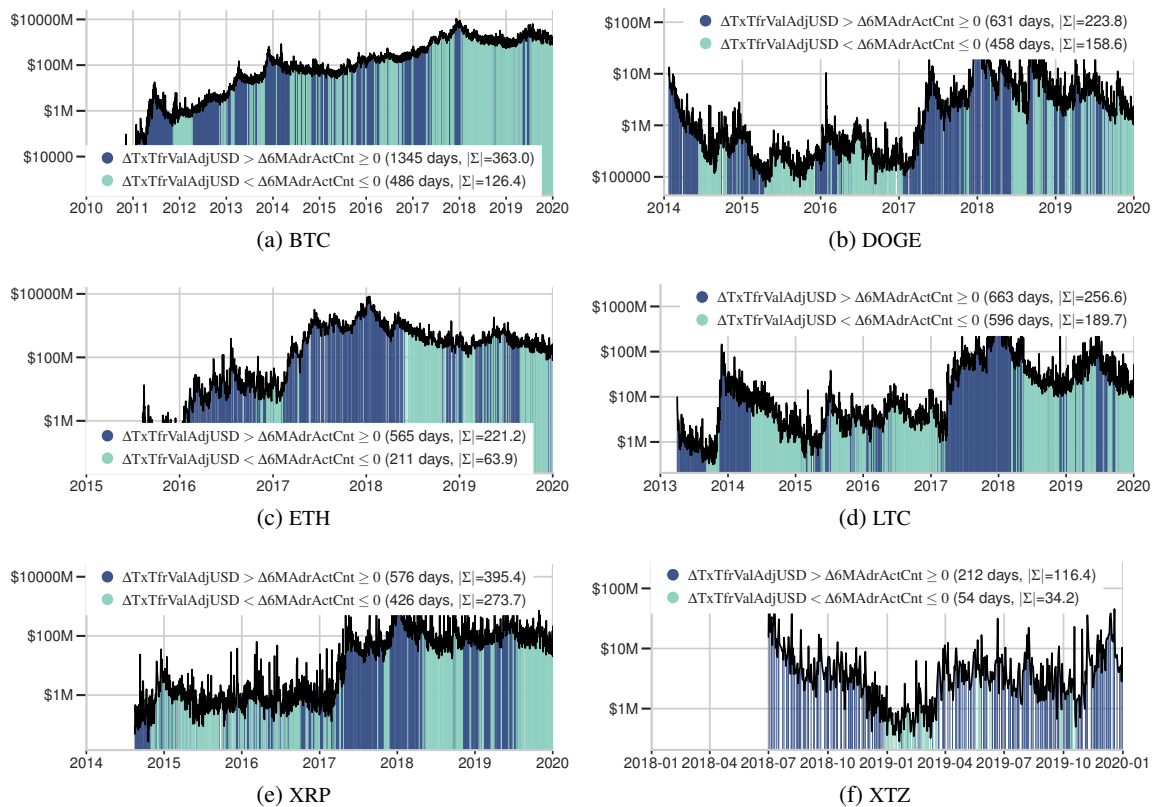 $10000M
$100M
$1M
$10000
ΔTxTfrValAdjUSD > Δ6MAdrActCnt ≥ 0 (1345 days, |Σ|=363.0)
ΔTxTfrValAdjUSD < Δ6MAdrActCnt ≤ 0 (486 days, |Σ|=126.4)
2010 2011 2012 2013 2014 2015 2016 2017 2018 2019 2020
(a) BTC
$100M
$10M
$1M
$100000
ΔTxTfrValAdjUSD > Δ6MAdrActCnt ≥ 0 (631 days, |Σ|=223.8)
ΔTxTfrValAdjUSD < Δ6MAdrActCnt ≤ 0 (458 days, |Σ|=158.6)
2014 2015 2016 2017 2018 2019 2020
(b) DOGE
$10000M
$100M
$1M
ΔTxTfrValAdjUSD > Δ6MAdrActCnt ≥ 0 (565 days, |Σ|=221.2)
ΔTxTfrValAdjUSD < Δ6MAdrActCnt ≤ 0 (211 days, |Σ|=63.9)
2015 2016 2017 2018 2019 2020
(c) ETH
$1000M
$100M
$10M
$1M
ΔTxTfrValAdjUSD > Δ6MAdrActCnt ≥ 0 (663 days, |Σ|=256.6)
ΔTxTfrValAdjUSD < Δ6MAdrActCnt ≤ 0 (596 days, |Σ|=189.7)
2013 2014 2015 2016 2017 2018 2019 2020
(d) LTC
$10000M
$100M
$1M
ΔTxTfrValAdjUSD > Δ6MAdrActCnt ≥ 0 (576 days, |Σ|=395.4)
ΔTxTfrValAdjUSD < Δ6MAdrActCnt ≤ 0 (426 days, |Σ|=273.7)
2014 2015 2016 2017 2018 2019 2020
(e) XRP
$100M
$10M
$1M
ΔTxTfrValAdjUSD > Δ6MAdrActCnt ≥ 0 (212 days, |Σ|=116.4)
ΔTxTfrValAdjUSD < Δ6MAdrActCnt ≤ 0 (54 days, |Σ|=34.2)
2018-01 2018-04 2018-07 2018-10 2019-01 2019-04 2019-07 2019-10 2020-01
(f) XTZ